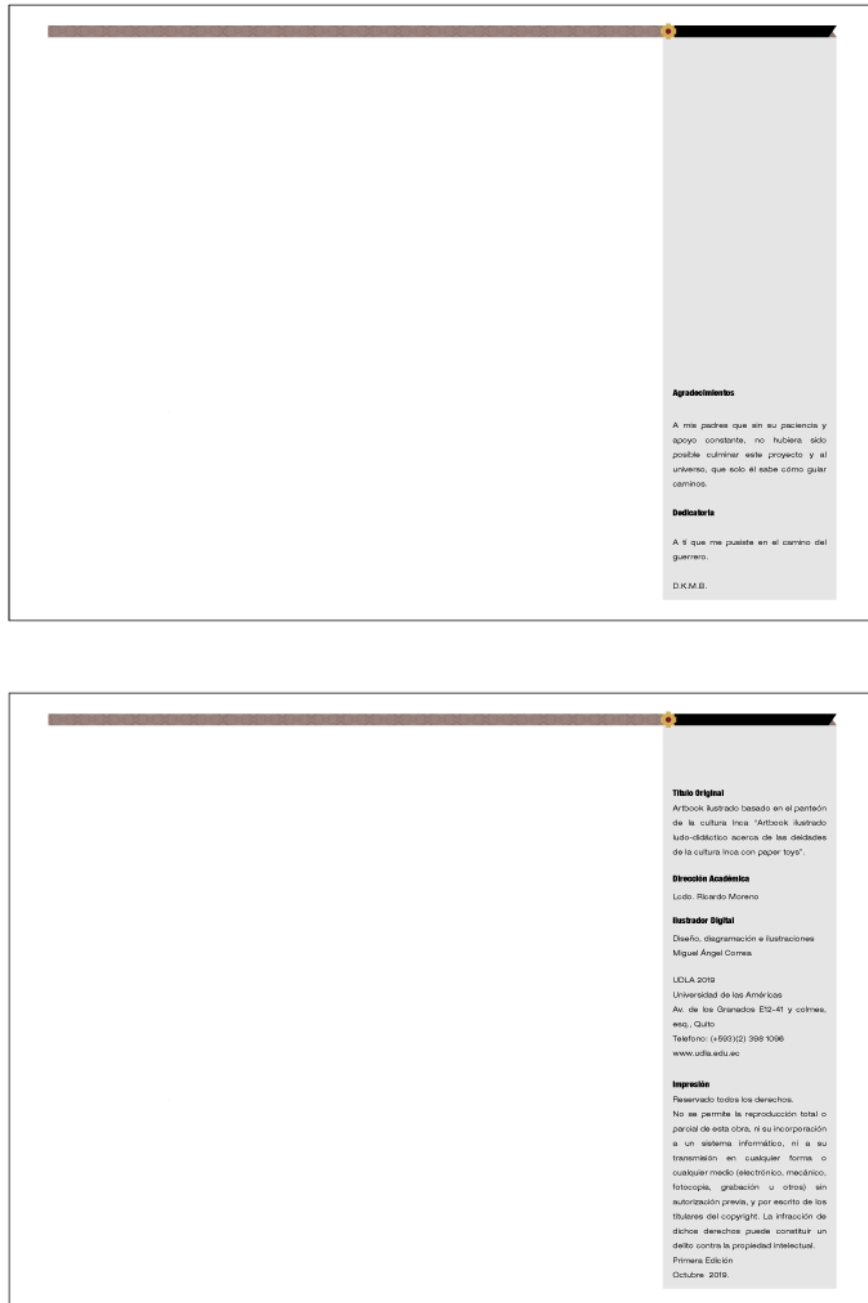 Agradecimientos
A mis padres que sin su paciencia y
apoyo constante, no hubiera sido
posible culminar este proyecto y al
universo, que solo él sabe cómo guiar
caminos.
Dedicatoria
A tí que me pusiste en el camino del
guerrero.
D.K.M.B.
Titulo Original
Artbook ilustrado basado en el panteón
de la cultura Inca "Artbook ilustrado
ludo-didáctico acerca de las deidades
de la cultura Inca con paper toys".
Dirección Académica
Lcdo. Ricardo Moreno
Ilustrador Digital
Diseño, diagramación e ilustraciones
Miguel Ángel Correa
UDLA 2019
Universidad de las Américas
Av. de los Granados E12-41 y colmes,
esq., Quito
Telefono: (+593)(2) 398 1096
www.udla.edu.ec
Impresión
Reservado todos los derechos.
No se permite la reproducción total o
parcial de esta obra, ni su incorporación
a un sistema informático, ni a su
transmisión en cualquier forma o
cualquier medio (electrónico, mecánico,
fotocopia, grabación u otros) sin
autorización previa, y por escrito de los
titulares del copyright. La infracción de
dichos derechos puede constituir un
delito contra la propiedad intelectual.
Primera Edición
Octubre 2019.